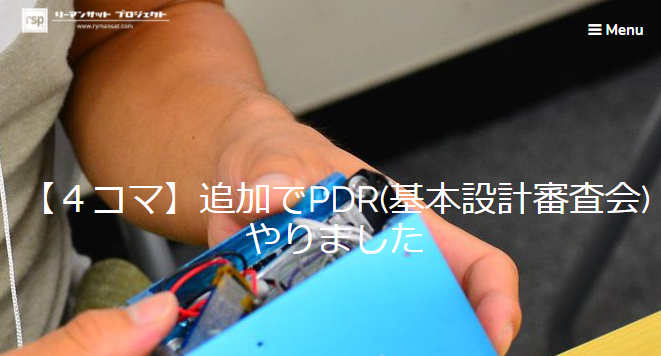 rsp
リーマンサット プロジェクト
www.rymansat.com
Menu
【４コマ】追加でPDR(基本設計審査会)
やりました